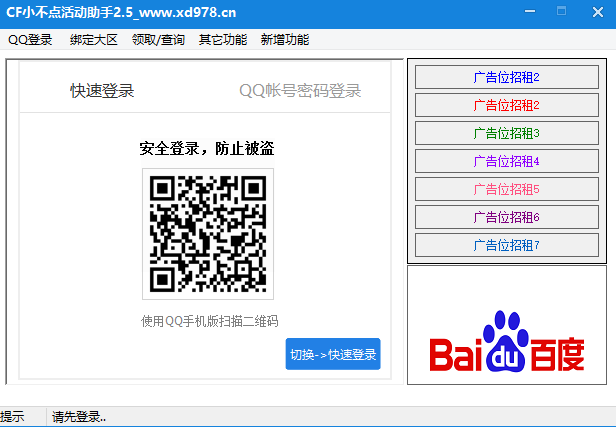 CF小不点活动助手2.5_www.xd978.cn
QQ登录 绑定大区 领取/查询 其它功能 新增功能
快速登录 QQ帐号密码登录
安全登录，防止被盗
使用QQ手机版扫描二维码
切换->快速登录
广告位招租2
广告位招租2
广告位招租3
广告位招租4
广告位招租5
广告位招租6
广告位招租7
Bai du 百度
提示 请先登录..